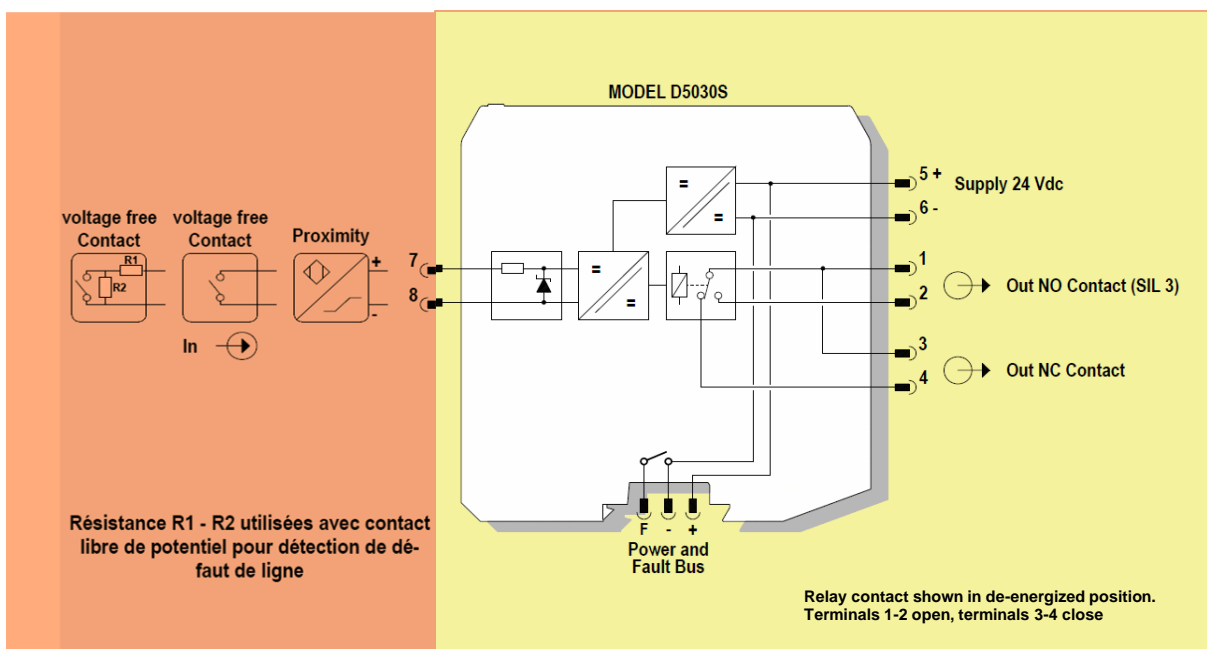 MODEL D5030S
5 +
Supply 24 Vdc
6 -
voltage free
Contact
voltage free
Contact
Proximity
R1
R2
+
-
7
8
In
=
=
=
=
1
2
Out NO Contact (SIL 3)
3
4
Out NC Contact
F - +
Power and
Fault Bus
Résistance R1 - R2 utilisées avec contact
libre de potentiel pour détection de dé-
faut de ligne
Relay contact shown in de-energized position.
Terminals 1-2 open, terminals 3-4 close